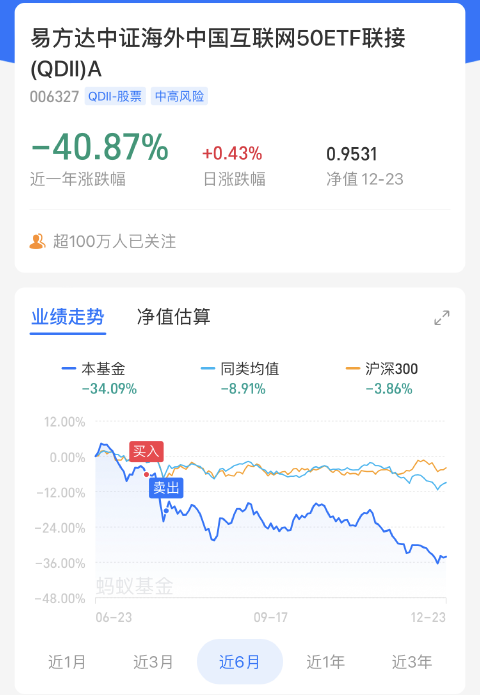 易方达中证海外中国互联网50ETF联接
(QDII)A
006327 QDII-股票 中高风险
-40.87% +0.43% 0.9531
近一年涨跌幅 日涨跌幅 净值 12-23
超100万人已关注
业绩走势 净值估算
本基金 同类均值 沪深300
-34.09% -8.91% -3.86%
12.00%
0.00%
-12.00%
-24.00%
-36.00%
-48.00%
买入
卖出
蚂蚁基金
06-23 09-17 12-23
近1月 近3月 近6月 近1年 近3年